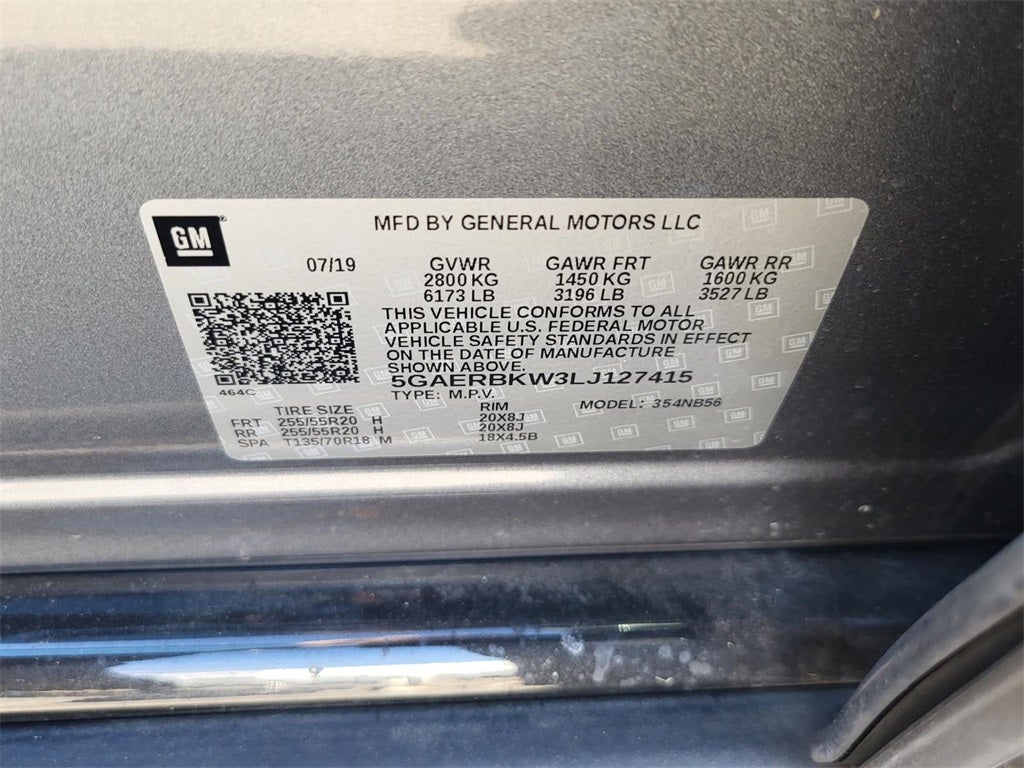 GM
MFD BY GENERAL MOTORS LLC
07/19 GVWR GAWR FRT GAWR RR
2800 KG 1450 KG 1600 KG
6173 LB 3196 LB 3527 LB
THIS VEHICLE CONFORMS TO ALL
APPLICABLE U.S. FEDERAL MOTOR
VEHICLE SAFETY STANDARDS IN EFFECT
ON THE DATE OF MANUFACTURE
SHOWN ABOVE.
5GAERBKW3LJ127415
464C TYPE: M.P.V. MODEL: 354NB56
TIRE SIZE RIM
FRT 255/55R20 H 20X8J
RR 255/55R20 H 20X8J
SPA T135/70R18 M 18X4.5B